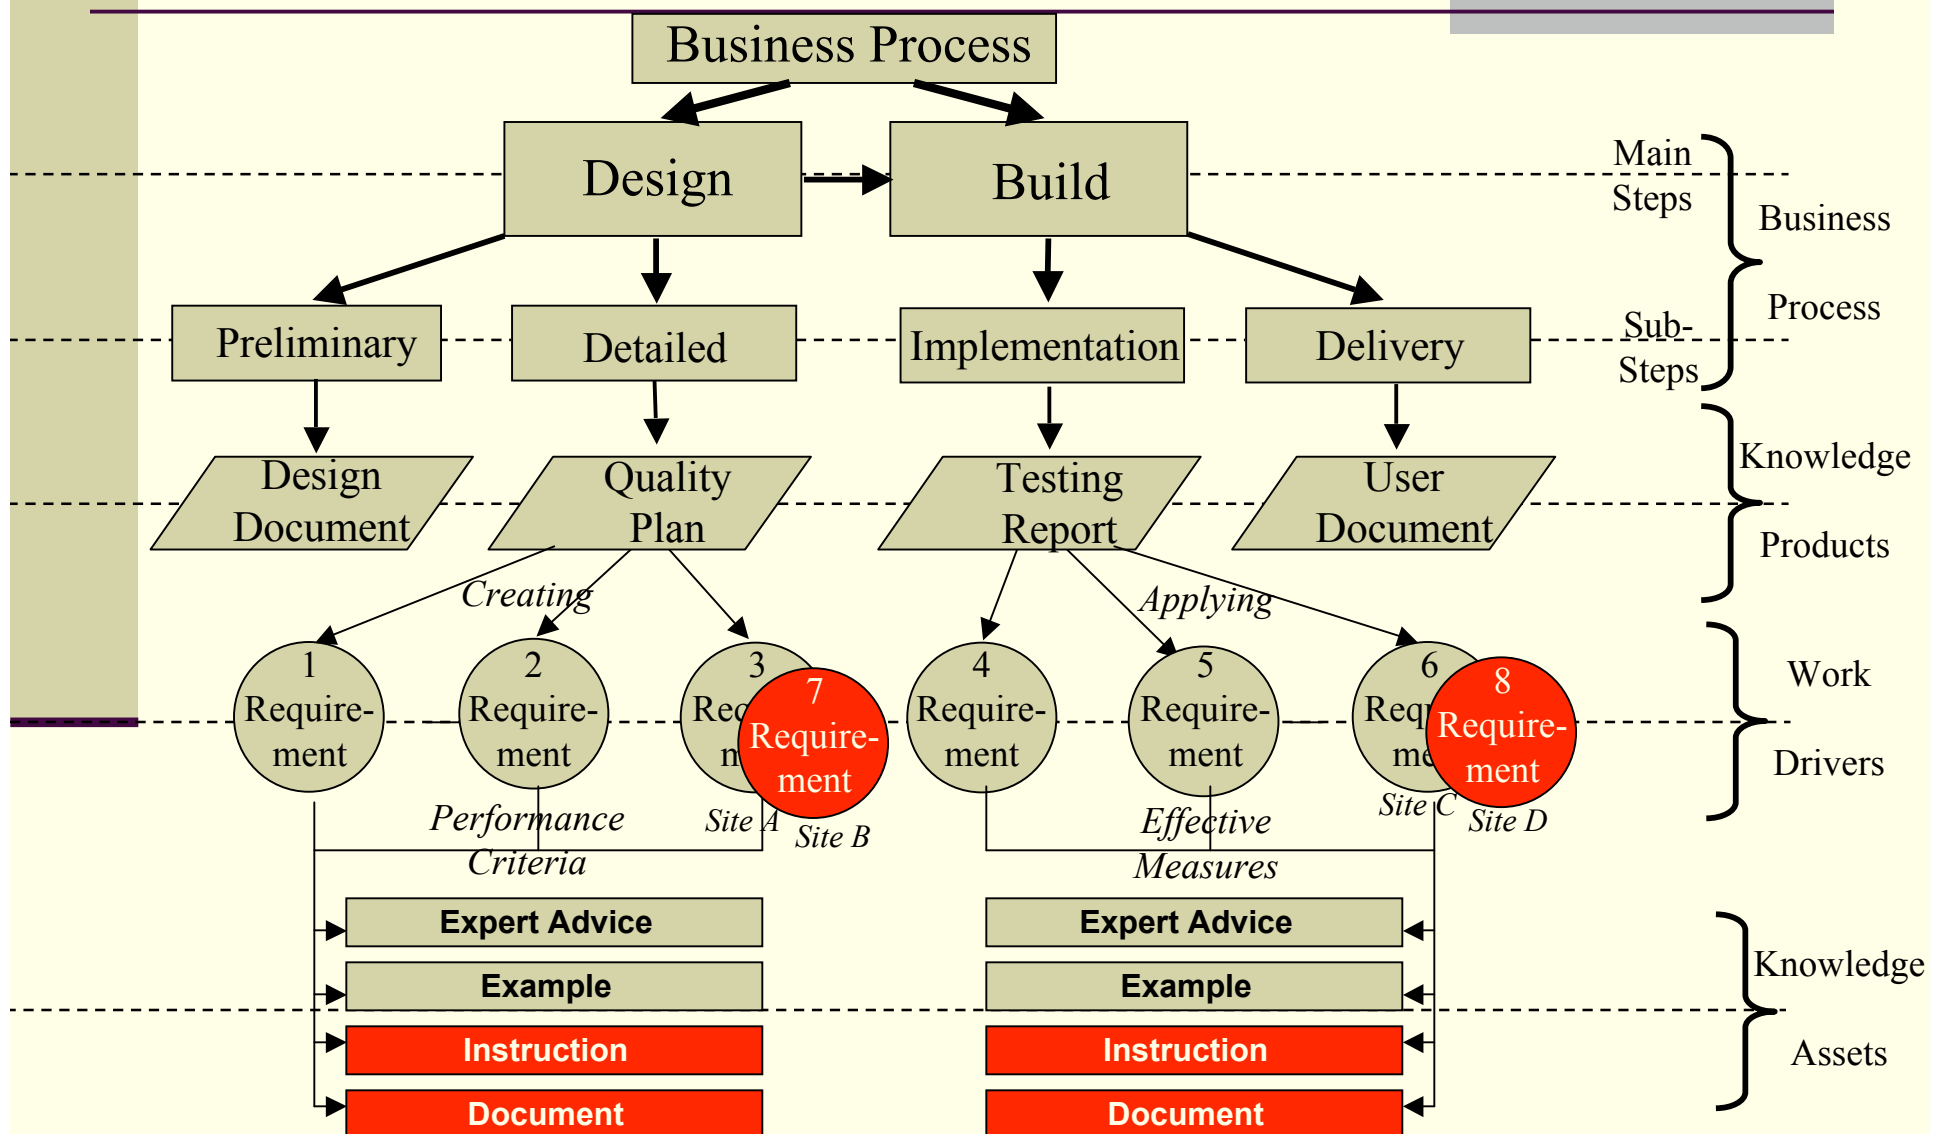 Business Process
Design
Build
Main
Steps
Business
Process
Preliminary
Detailed
Implementation
Delivery
Sub-
Steps
Design
Document
Quality
Plan
Testing
Report
User
Document
Knowledge
Products
Creating
Applying
1
Require-
ment
2
Require-
ment
3
7
Require-
ment
4
Require-
ment
5
Require-
ment
6
8
Require-
ment
Work
Drivers
Performance
Criteria
Site A
Site B
Effective
Measures
Site C
Site D
Expert Advice
Example
Instruction
Document
Expert Advice
Example
Instruction
Document
Knowledge
Assets